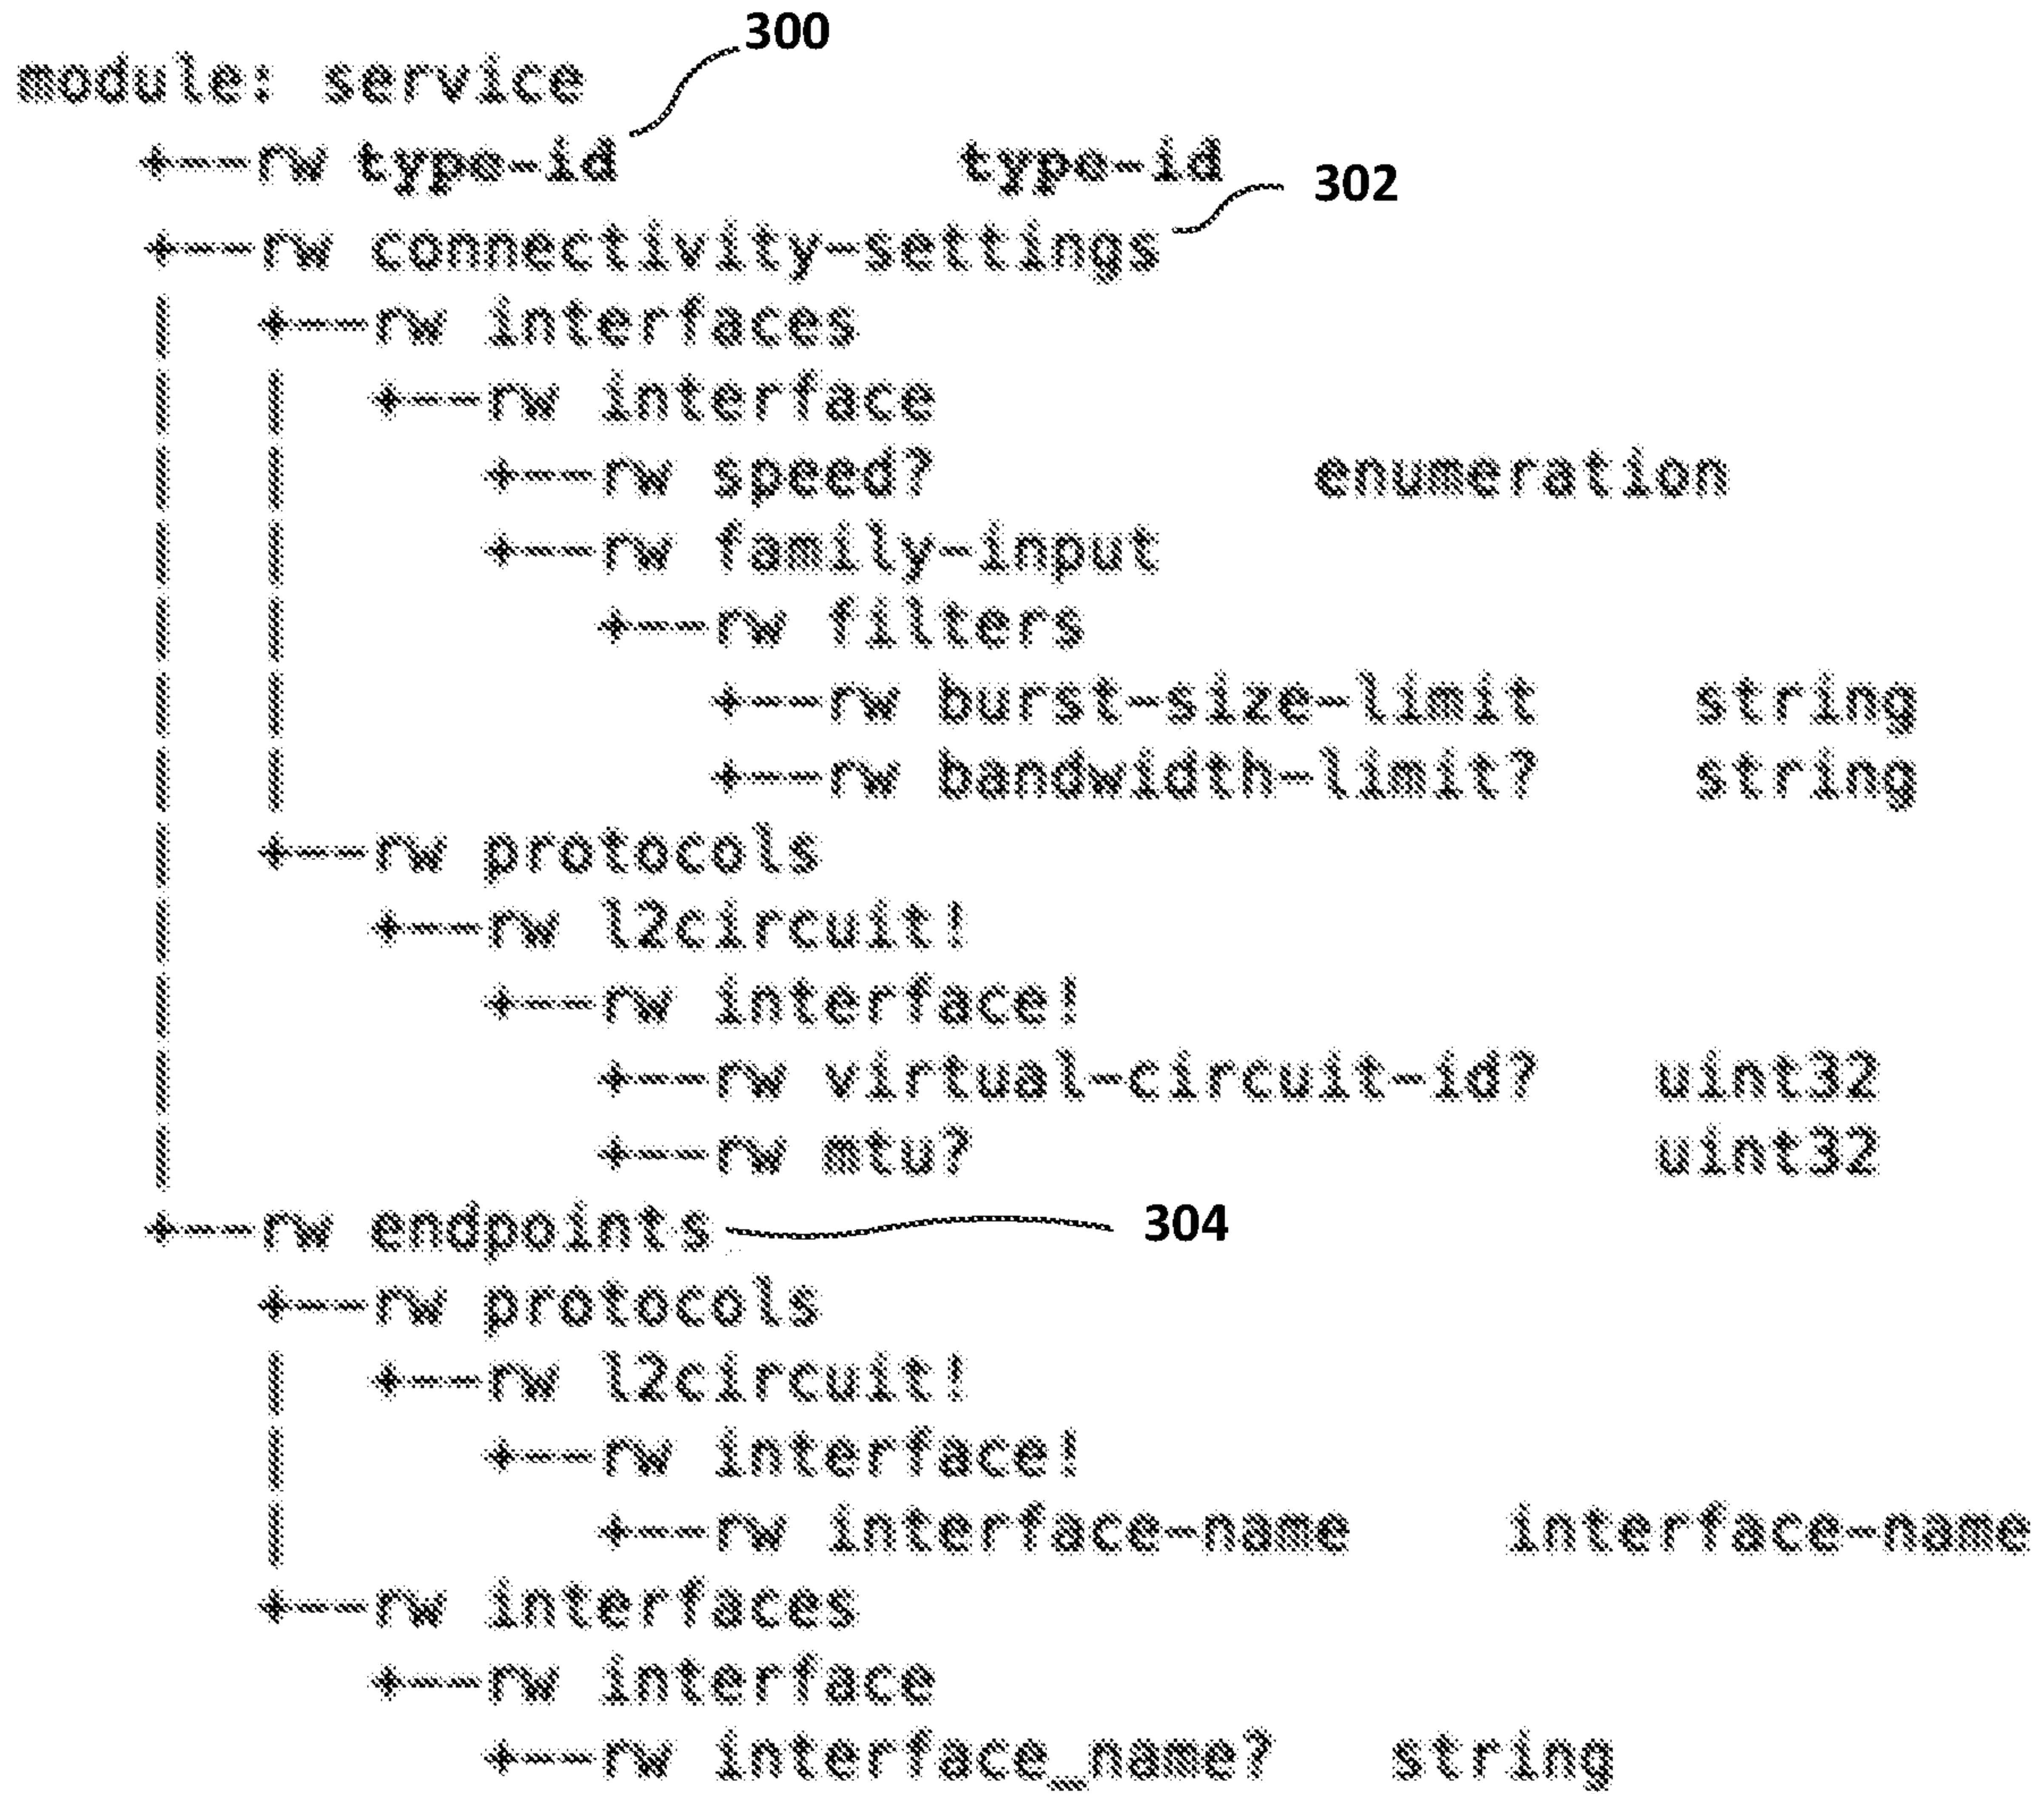 300
module: service
+--rw type-id type-id
302
+--rw connectivity-settings
| +--rw interfaces
| | +--rw interface
| | +--rw speed? enumeration
| | +--rw family-input
| | +--rw filters
| | +--rw burst-size-limit string
| | +--rw bandwidth-limit? string
| +--rw protocols
| +--rw l2circuit!
| +--rw interface!
| +--rw virtual-circuit-id? uint32
| +--rw mtu? uint32
+--rw endpoints 304
+--rw protocols
| +--rw l2circuit!
| +--rw interface!
| +--rw interface-name interface-name
+--rw interfaces
+--rw interface
+--rw interface_name? string